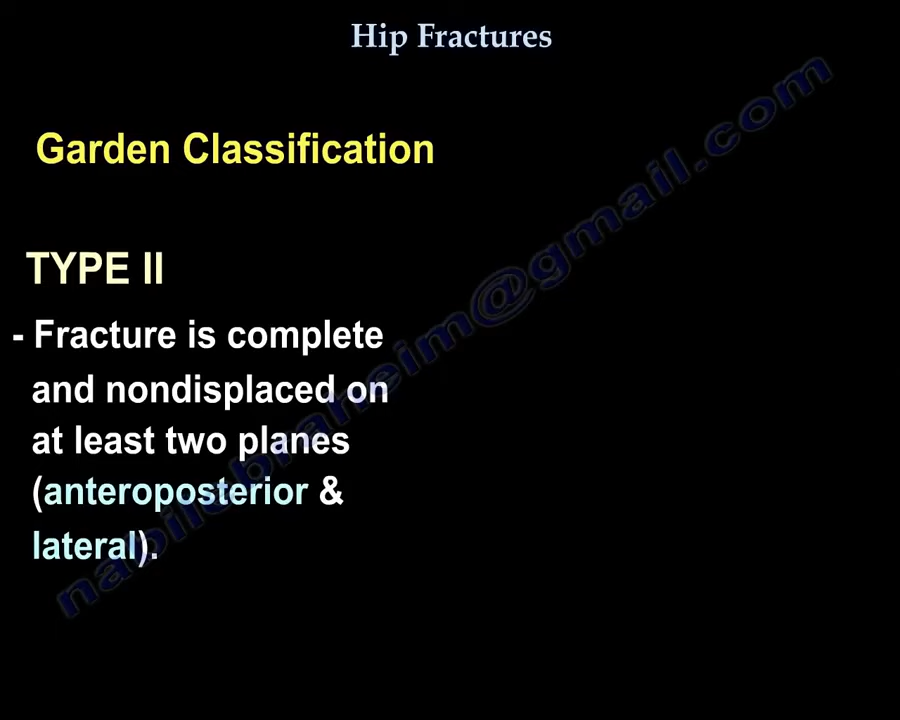 Hip Fractures
Garden Classification
TYPE II
- Fracture is complete
and nondisplaced on
at least two planes
(anteroposterior &
lateral).
nabilebraheim@gmail.com